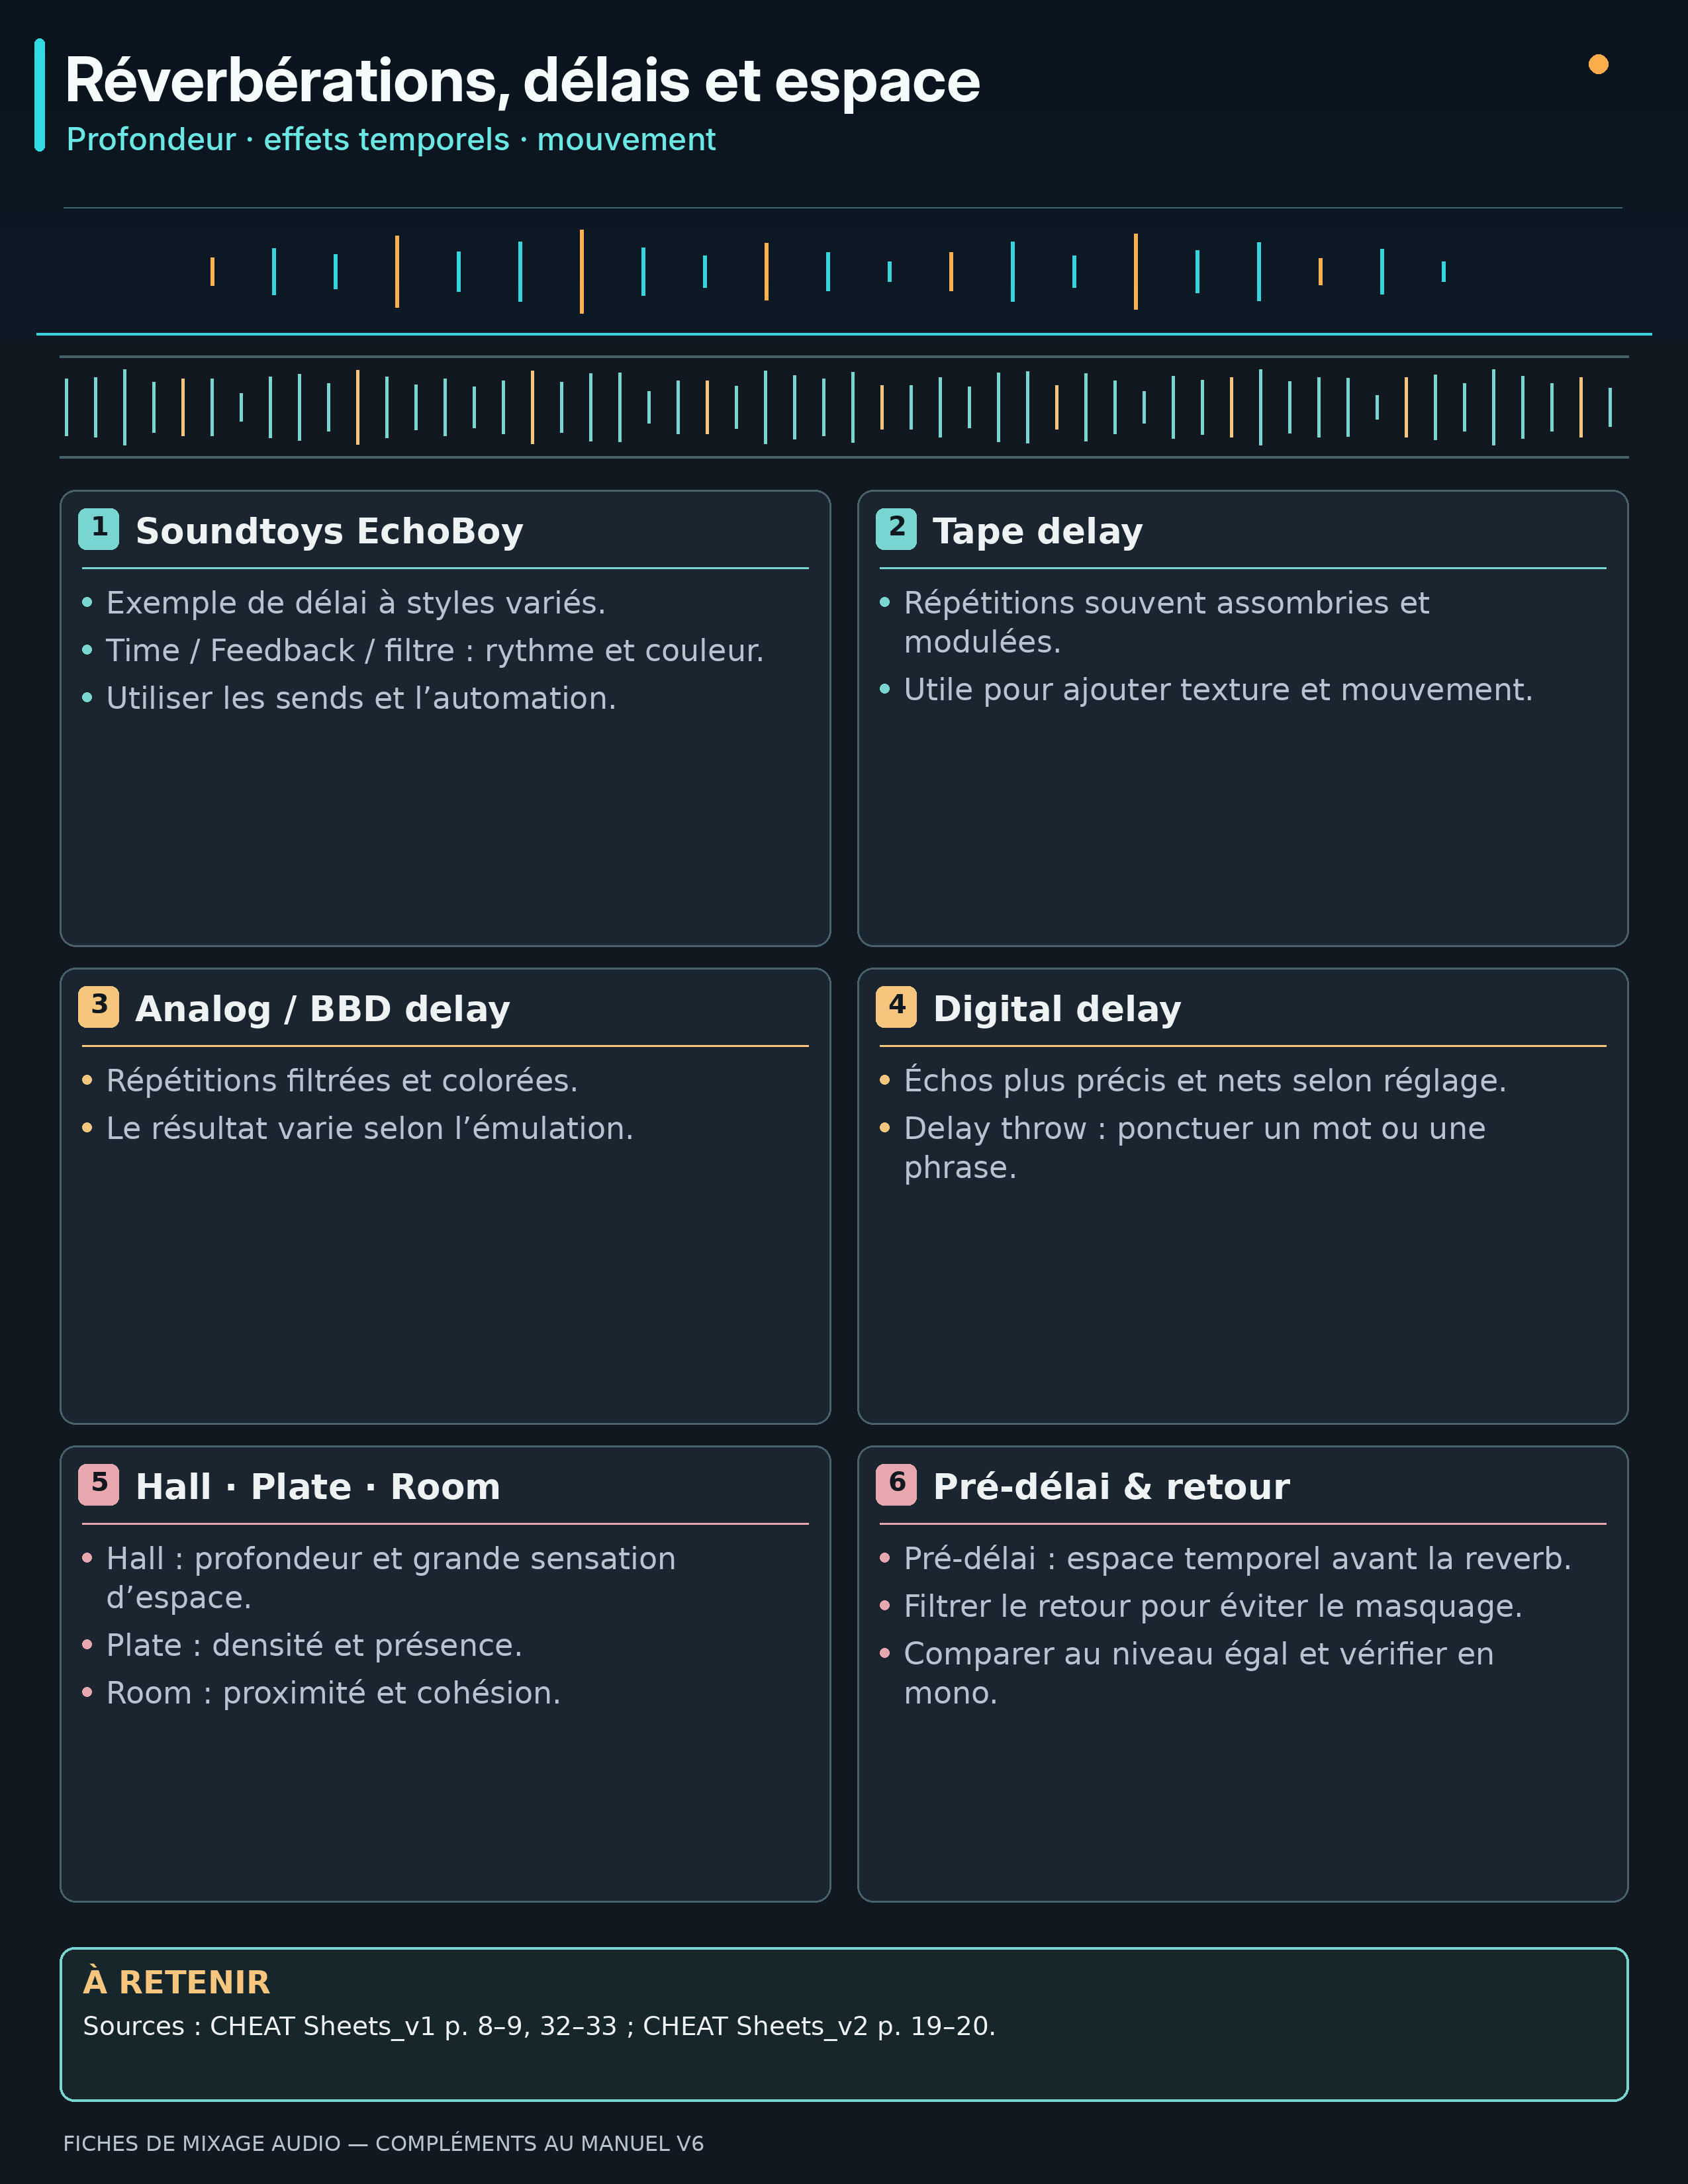 Réverbérations, délais et espace
Profondeur · effets temporels · mouvement
1 Soundtoys EchoBoy
• Exemple de délai à styles variés.
• Time / Feedback / filtre : rythme et couleur.
• Utiliser les sends et l’automation.
2 Tape delay
• Répétitions souvent assombries et
modulées.
• Utile pour ajouter texture et mouvement.
3 Analog / BBD delay
• Répétitions filtrées et colorées.
• Le résultat varie selon l’émulation.
4 Digital delay
• Échos plus précis et nets selon réglage.
• Delay throw : ponctuer un mot ou une
phrase.
5 Hall · Plate · Room
• Hall : profondeur et grande sensation
d’espace.
• Plate : densité et présence.
• Room : proximité et cohésion.
6 Pré-délai & retour
• Pré-délai : espace temporel avant la reverb.
• Filtrer le retour pour éviter le masquage.
• Comparer au niveau égal et vérifier en
mono.
À RETENIR
Sources : CHEAT Sheets_v1 p. 8–9, 32–33 ; CHEAT Sheets_v2 p. 19–20.
FICHES DE MIXAGE AUDIO — COMPLÉMENTS AU MANUEL V6